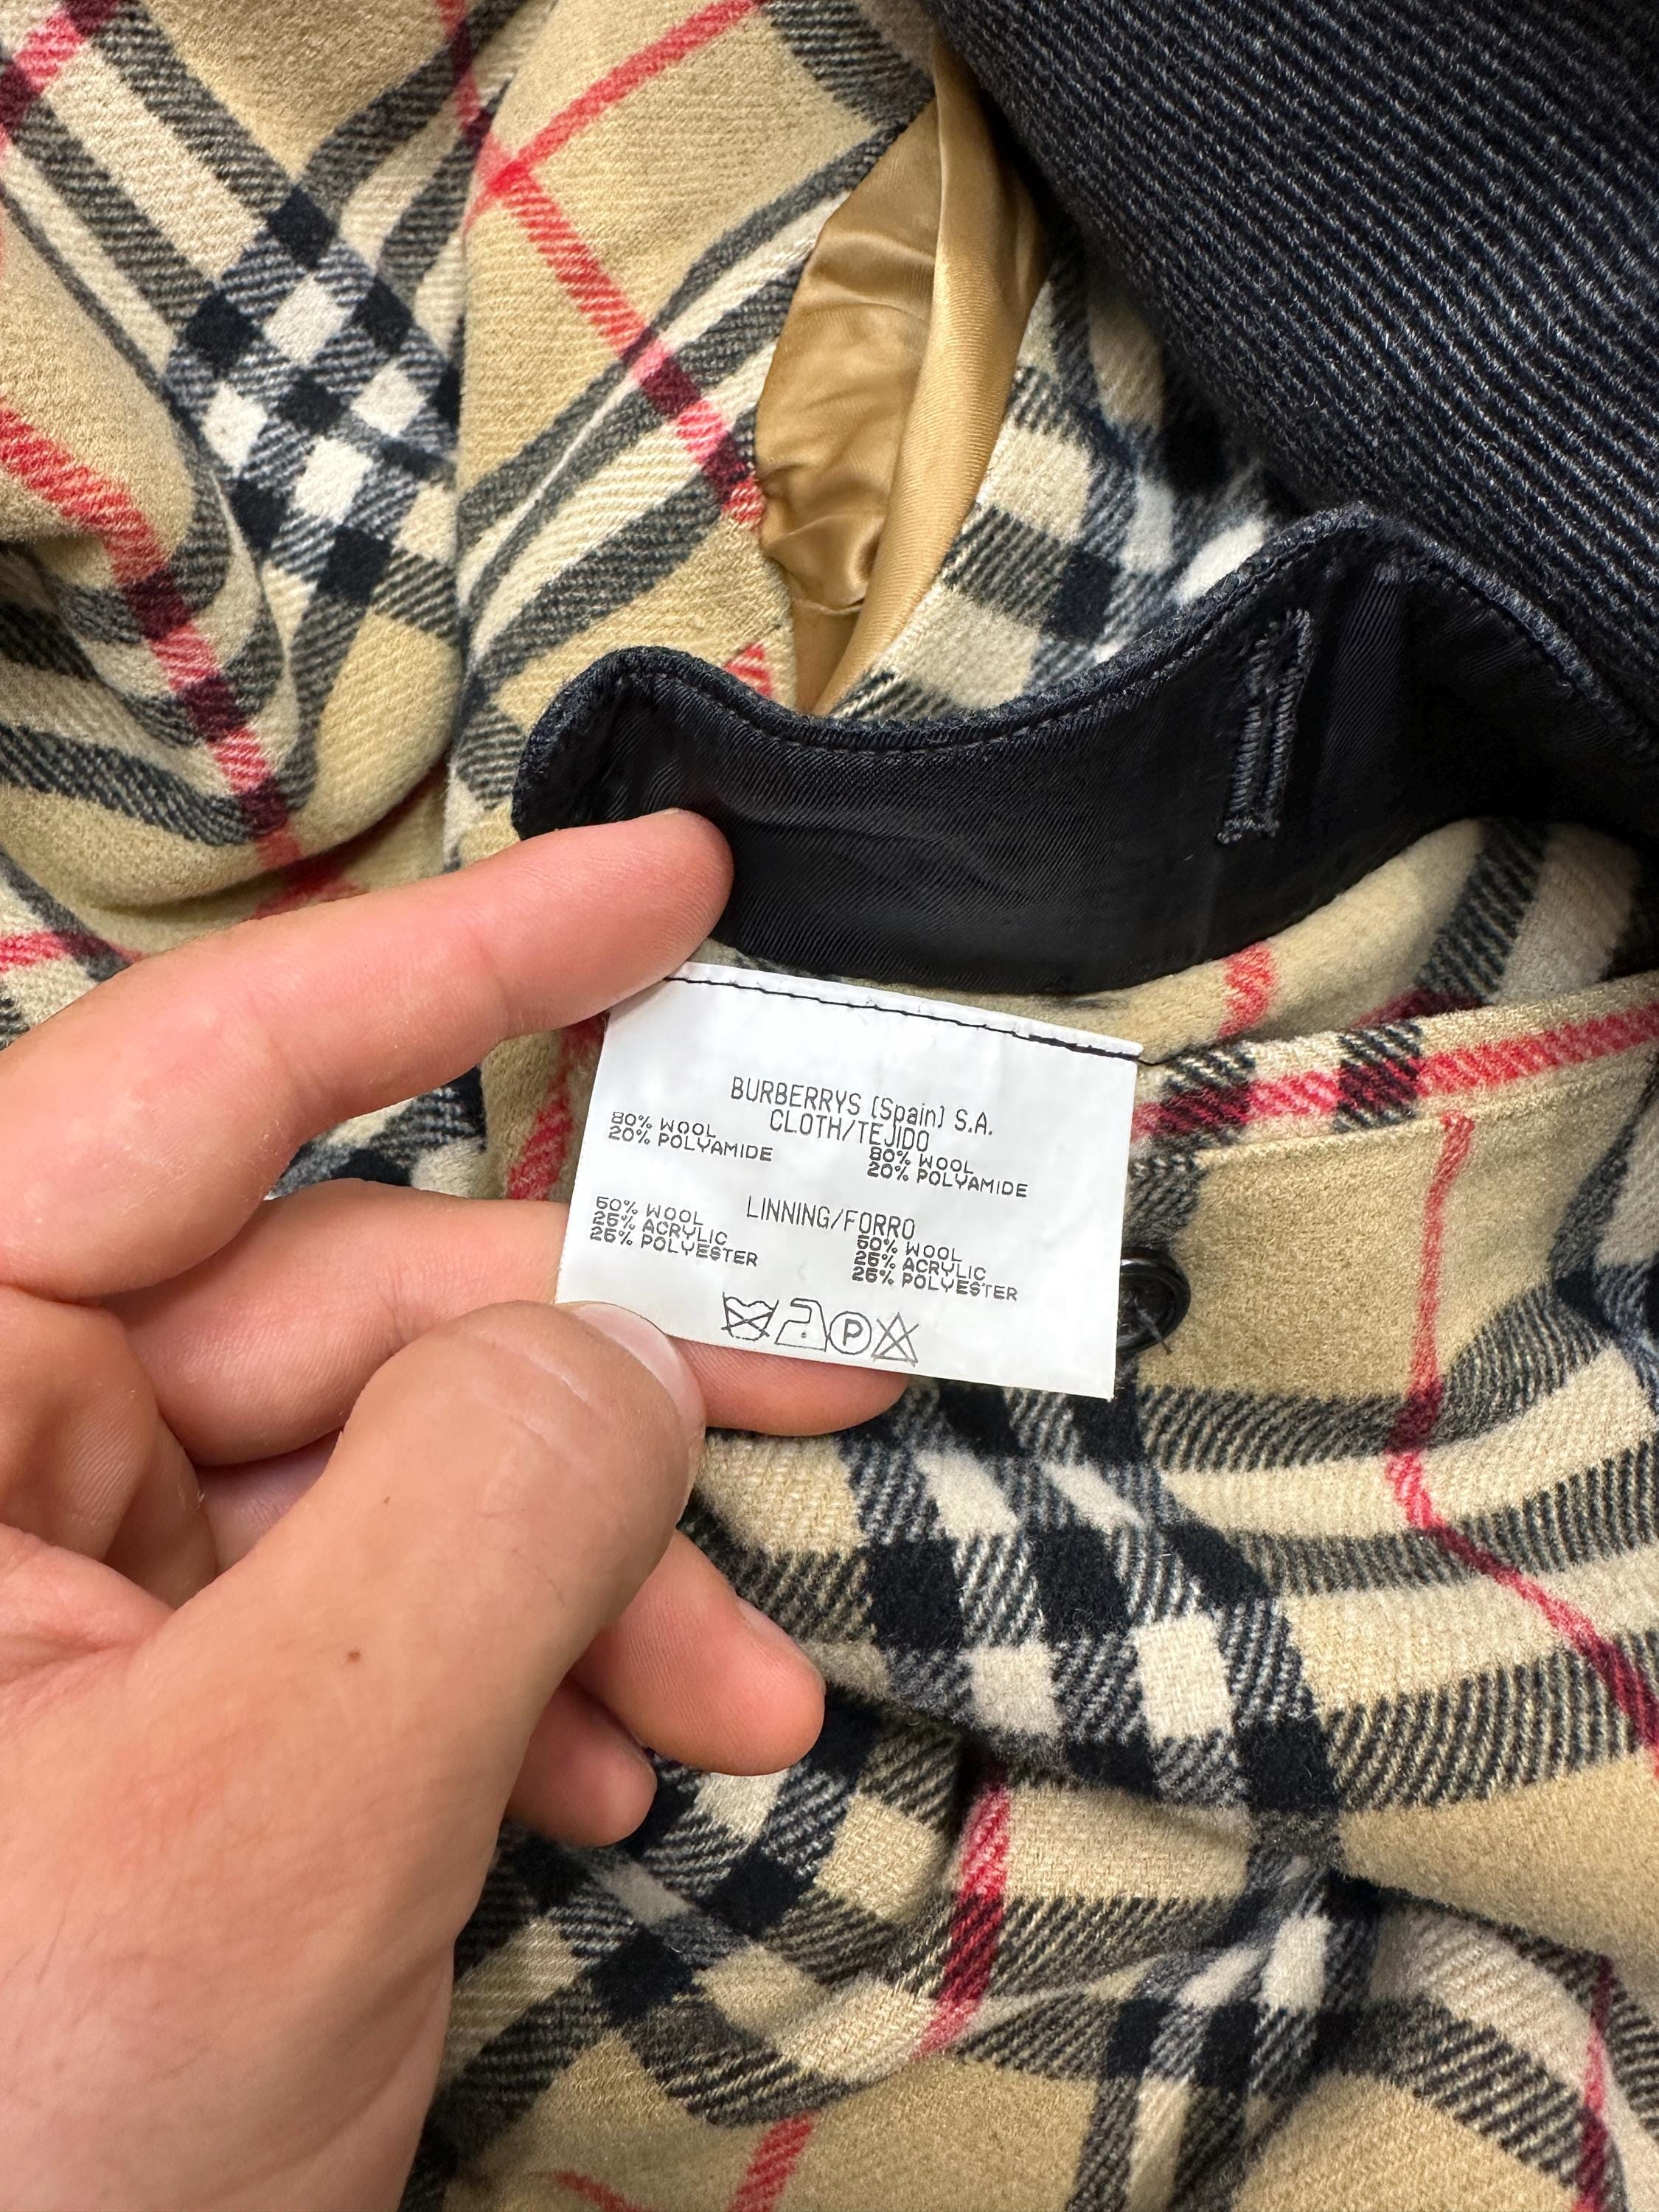 BURBERRYS (Spain) S.A.
CLOTH/TEJIDO
80% WOOL
20% POLYAMIDE
80% WOOL
20% POLYAMIDE
LINNING/FORRO
50% WOOL
25% ACRYLIC
25% POLYESTER
50% WOOL
25% ACRYLIC
25% POLYESTER
P